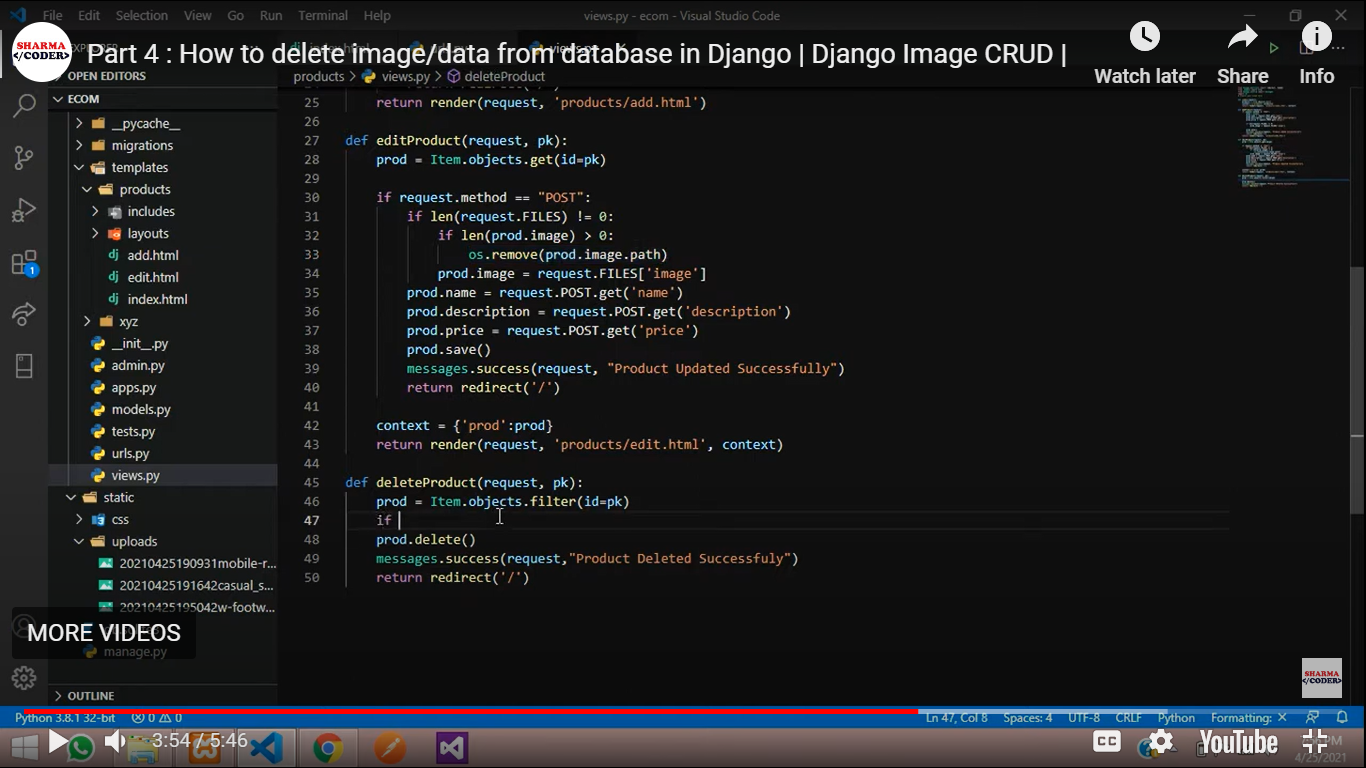 File Edit Selection View Go Run Terminal Help views.py - ecom - Visual Studio Code
SHARMA
</CODER>
Part 4 : How to delete image/data from database in Django | Django Image CRUD |
Watch later Share Info
OPEN EDITORS
products > views.py > deleteProduct
ECOM
__pycache__
migrations
templates
products
includes
layouts
dj add.html
dj edit.html
dj index.html
xyz
__init__.py
admin.py
apps.py
models.py
tests.py
urls.py
views.py
static
css
uploads
20210425190931mobile-r...
20210425191642casual_s...
20210425195042w-footw...
manage.py
OUTLINE
25 return render(request, 'products/add.html')
26
27 def editProduct(request, pk):
28 prod = Item.objects.get(id=pk)
29
30 if request.method == "POST":
31 if len(request.FILES) != 0:
32 if len(prod.image) > 0:
33 os.remove(prod.image.path)
34 prod.image = request.FILES['image']
35 prod.name = request.POST.get('name')
36 prod.description = request.POST.get('description')
37 prod.price = request.POST.get('price')
38 prod.save()
39 messages.success(request, "Product Updated Successfully")
40 return redirect('/')
41
42 context = {'prod':prod}
43 return render(request, 'products/edit.html', context)
44
45 def deleteProduct(request, pk):
46 prod = Item.objects.filter(id=pk)
47 if
48 prod.delete()
49 messages.success(request,"Product Deleted Successfuly")
50 return redirect('/')
1
MORE VIDEOS
SHARMA
</CODER>
Python 3.8.1 32-bit 0 0 Ln 47, Col 8 Spaces: 4 UTF-8 CRLF Python Formatting: ×
3:54 / 5:46
CC YouTube
4/25/2021